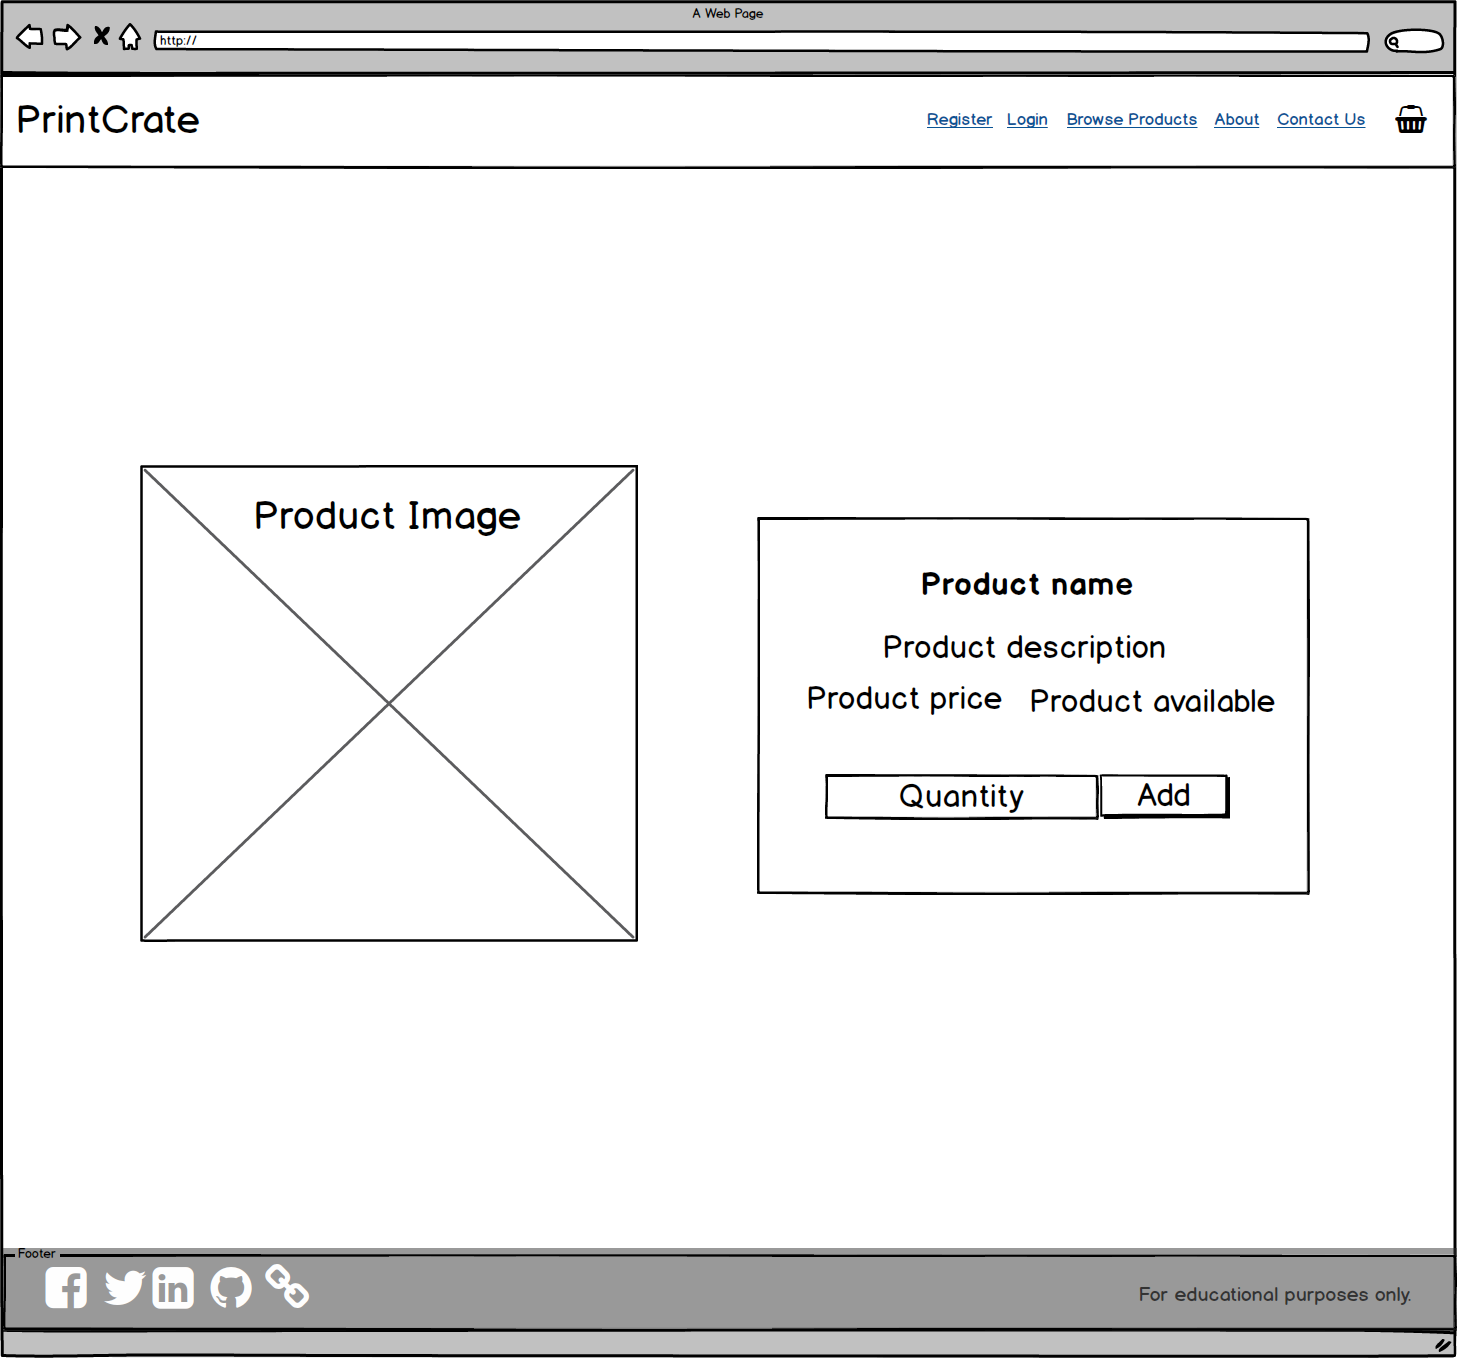 A Web Page
http://
PrintCrate
Register Login Browse Products About Contact Us
Product Image
Product name
Product description
Product price Product available
Quantity Add
Footer
For educational purposes only.